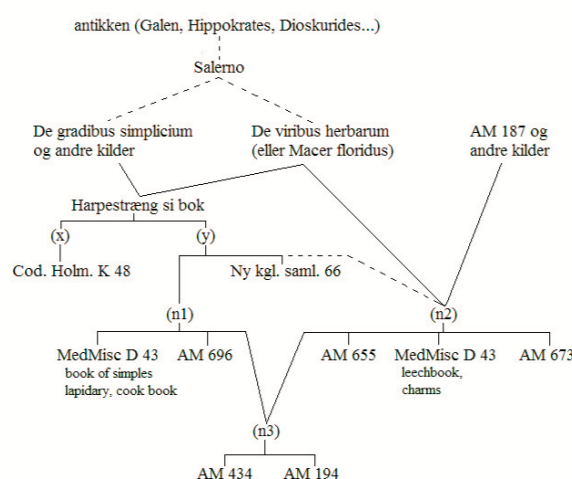 antikken (Galen, Hippokrates, Dioskurides...)
Salerno
De gradibus simplicium
og andre kilder
De viribus herbarum
(eller Macer floridus)
AM 187 og
andre kilder
Harpestræng si bok
(x)
(y)
Cod. Holm. K 48
Ny kgl. saml. 66
(n1)
(n2)
MedMisc D 43
book of simples
lapidary, cook book
AM 696
AM 655
MedMisc D 43
leechbook,
charms
AM 673
(n3)
AM 434
AM 194